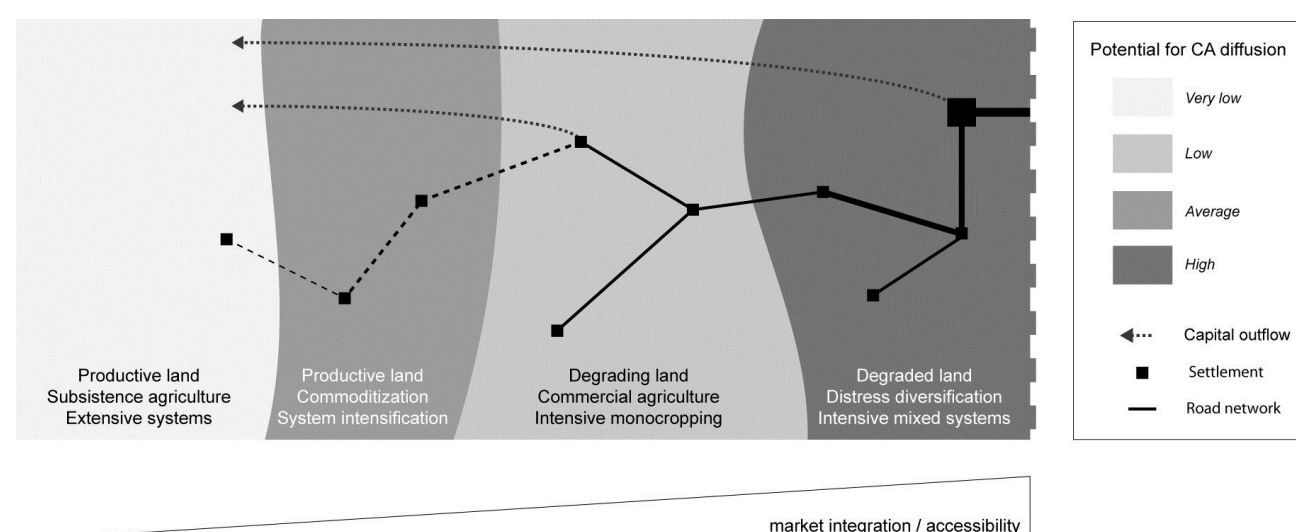 Productive land
Subsistence agriculture
Extensive systems
Productive land
Commoditization
System intensification
Degrading land
Commercial agriculture
Intensive monocropping
Degraded land
Distress diversification
Intensive mixed systems
Potential for CA diffusion
Very low
Low
Average
High
Capital outflow
Settlement
Road network
market integration / accessibility